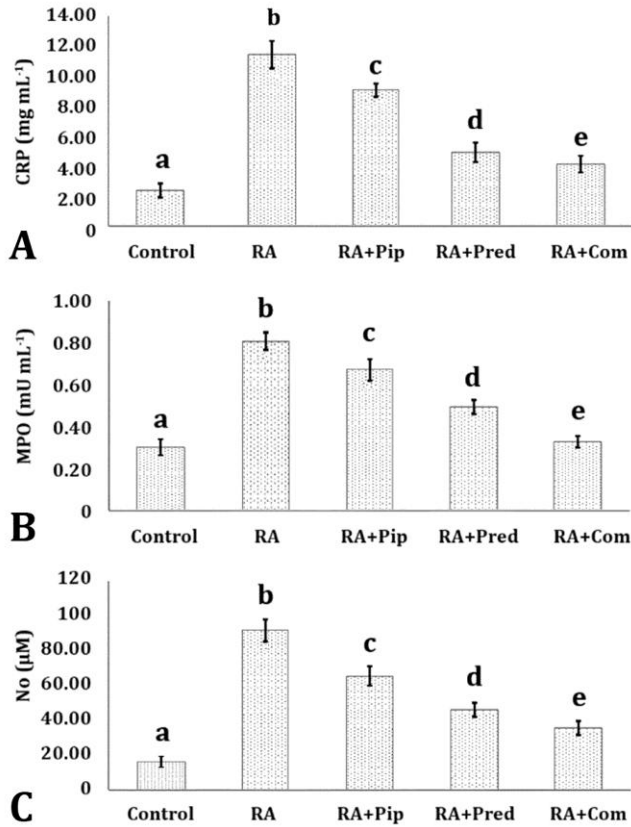 14.00
12.00
10.00
8.00
6.00
4.00
2.00
0
CRP (mg mL⁻¹)
a
b
c
d
e
A
Control RA RA+Pip RA+Pred RA+Com
1.00
0.80
0.60
0.40
0.20
0
MPO (mU mL⁻¹)
a
b
c
d
e
B
Control RA RA+Pip RA+Pred RA+Com
120
100
80.00
60.00
40.00
20.00
0
No (µM)
a
b
c
d
e
C
Control RA RA+Pip RA+Pred RA+Com